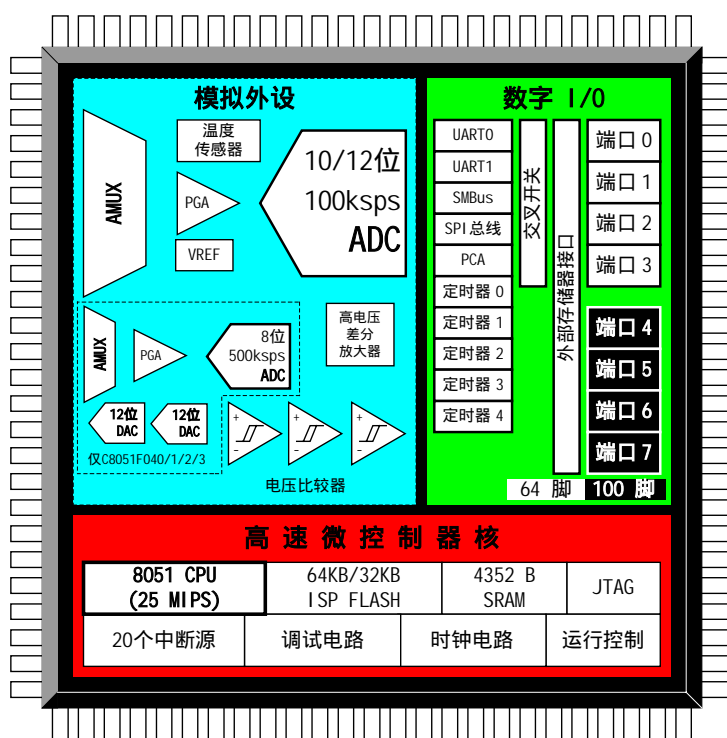 模拟外设
AMUX
温度
传感器
PGA
VREF
10/12位
100ksps
ADC
AMUX
PGA
8位
500ksps
ADC
高电压
差分
放大器
12位
DAC
12位
DAC
+
-
+
-
+
-
仅C8051F040/1/2/3
电压比较器
数字 I/O
UART0
UART1
SMBus
SPI总线
PCA
定时器 0
定时器 1
定时器 2
定时器 3
定时器 4
交叉开关
外部存储器接口
端口 0
端口 1
端口 2
端口 3
端口 4
端口 5
端口 6
端口 7
64 脚
100 脚
高速微控制器核
8051 CPU
(25 MIPS)
64KB/32KB
ISP FLASH
4352 B
SRAM
JTAG
20个中断源
调试电路
时钟电路
运行控制